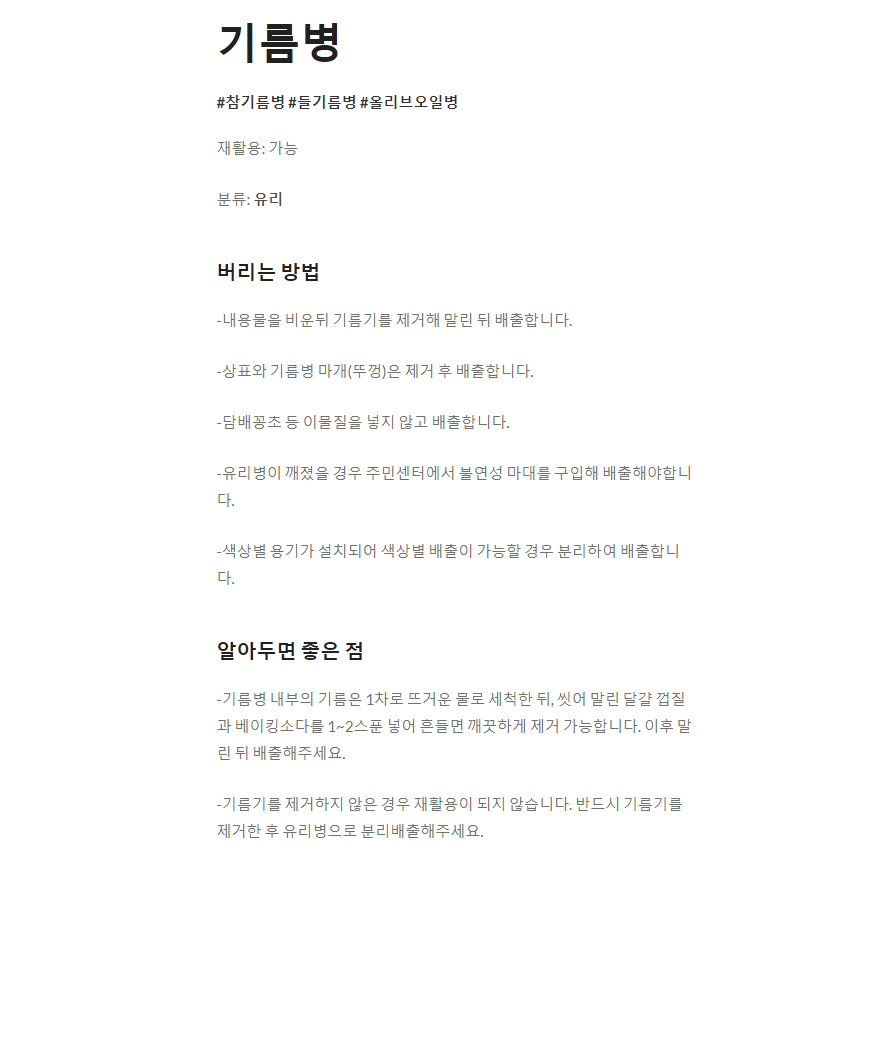 기름병
#참기름병 #들기름병 #올리브오일병
재활용: 가능
분류: 유리
버리는 방법
-내용물을 비운뒤 기름기를 제거해 말린 뒤 배출합니다.
-상표와 기름병 마개(뚜껑)은 제거 후 배출합니다.
-담배꽁초 등 이물질을 넣지 않고 배출합니다.
-유리병이 깨졌을 경우 주민센터에서 불연성 마대를 구입해 배출해야합니
다.
-색상별 용기가 설치되어 색상별 배출이 가능할 경우 분리하여 배출합니
다.
알아두면 좋은 점
-기름병 내부의 기름은 1차로 뜨거운 물로 세척한 뒤, 씻어 말린 달걀 껍질
과 베이킹소다를 1~2스푼 넣어 흔들면 깨끗하게 제거 가능합니다. 이후 말
린 뒤 배출해주세요.
-기름기를 제거하지 않은 경우 재활용이 되지 않습니다. 반드시 기름기를
제거한 후 유리병으로 분리배출해주세요.